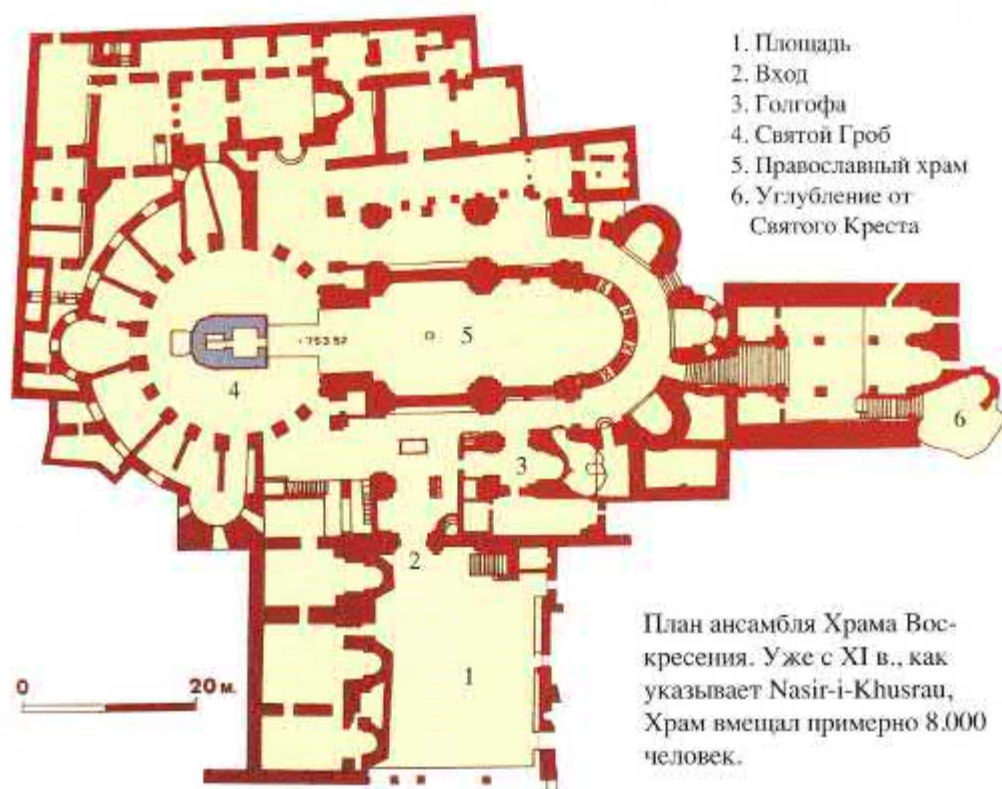 1. Площадь
2. Вход
3. Голгофа
4. Святой Гроб
5. Православный храм
6. Углубление от
Святого Креста
753 52
5
4
6
3
2
1
0 20 м.
План ансамбля Храма Вос-
кресения. Уже с XI в., как
указывает Nasir-i-Khusrau,
Храм вмещал примерно 8.000
человек.